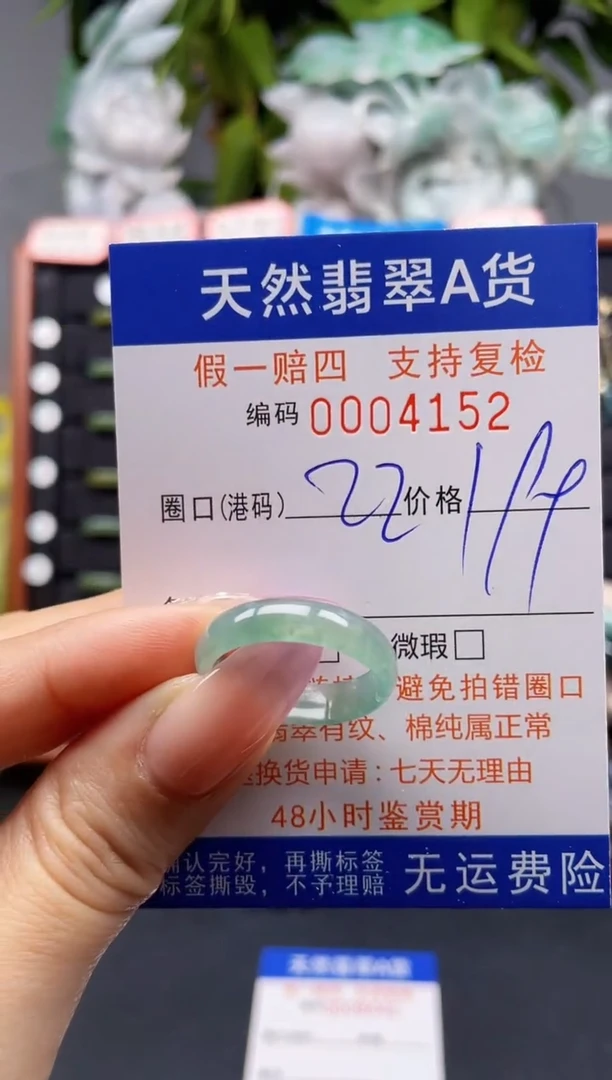 天然翡翠A货
假一赔四 支持复检
编码 0004152
圈口(港码) 22 价格
微瑕□
避免拍错圈口
翡翠有纹、棉纯属正常
换货申请:七天无理由
48小时鉴赏期
确认完好，再撕标签
标签撕毁，不予理赔
无运费险